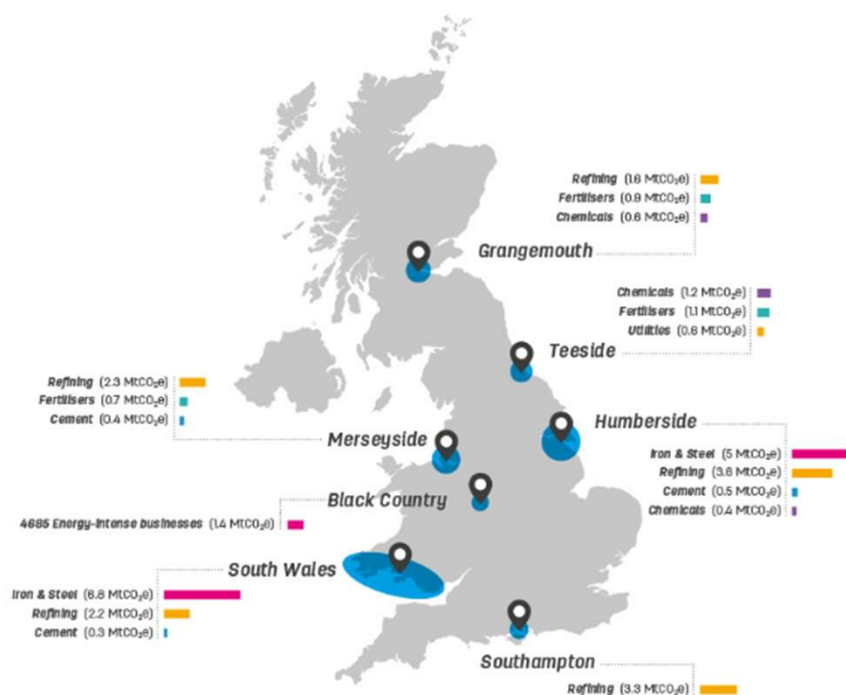 Refining (1.6 MtCO₂e)
Fertilisers (0.9 MtCO₂e)
Chemicals (0.6 MtCO₂e)
Grangemouth
Chemicals (1.2 MtCO₂e)
Fertilisers (1.1 MtCO₂e)
Utilities (0.6 MtCO₂e)
Teeside
Refining (2.3 MtCO₂e)
Fertilisers (0.7 MtCO₂e)
Cement (0.4 MtCO₂e)
Merseyside
Humberside
Iron & Steel (5 MtCO₂e)
Refining (3.6 MtCO₂e)
Cement (0.5 MtCO₂e)
Chemicals (0.4 MtCO₂e)
Black Country
4685 Energy-intense businesses (1.4 MtCO₂e)
South Wales
Iron & Steel (6.8 MtCO₂e)
Refining (2.2 MtCO₂e)
Cement (0.3 MtCO₂e)
Southampton
Refining (3.3 MtCO₂e)